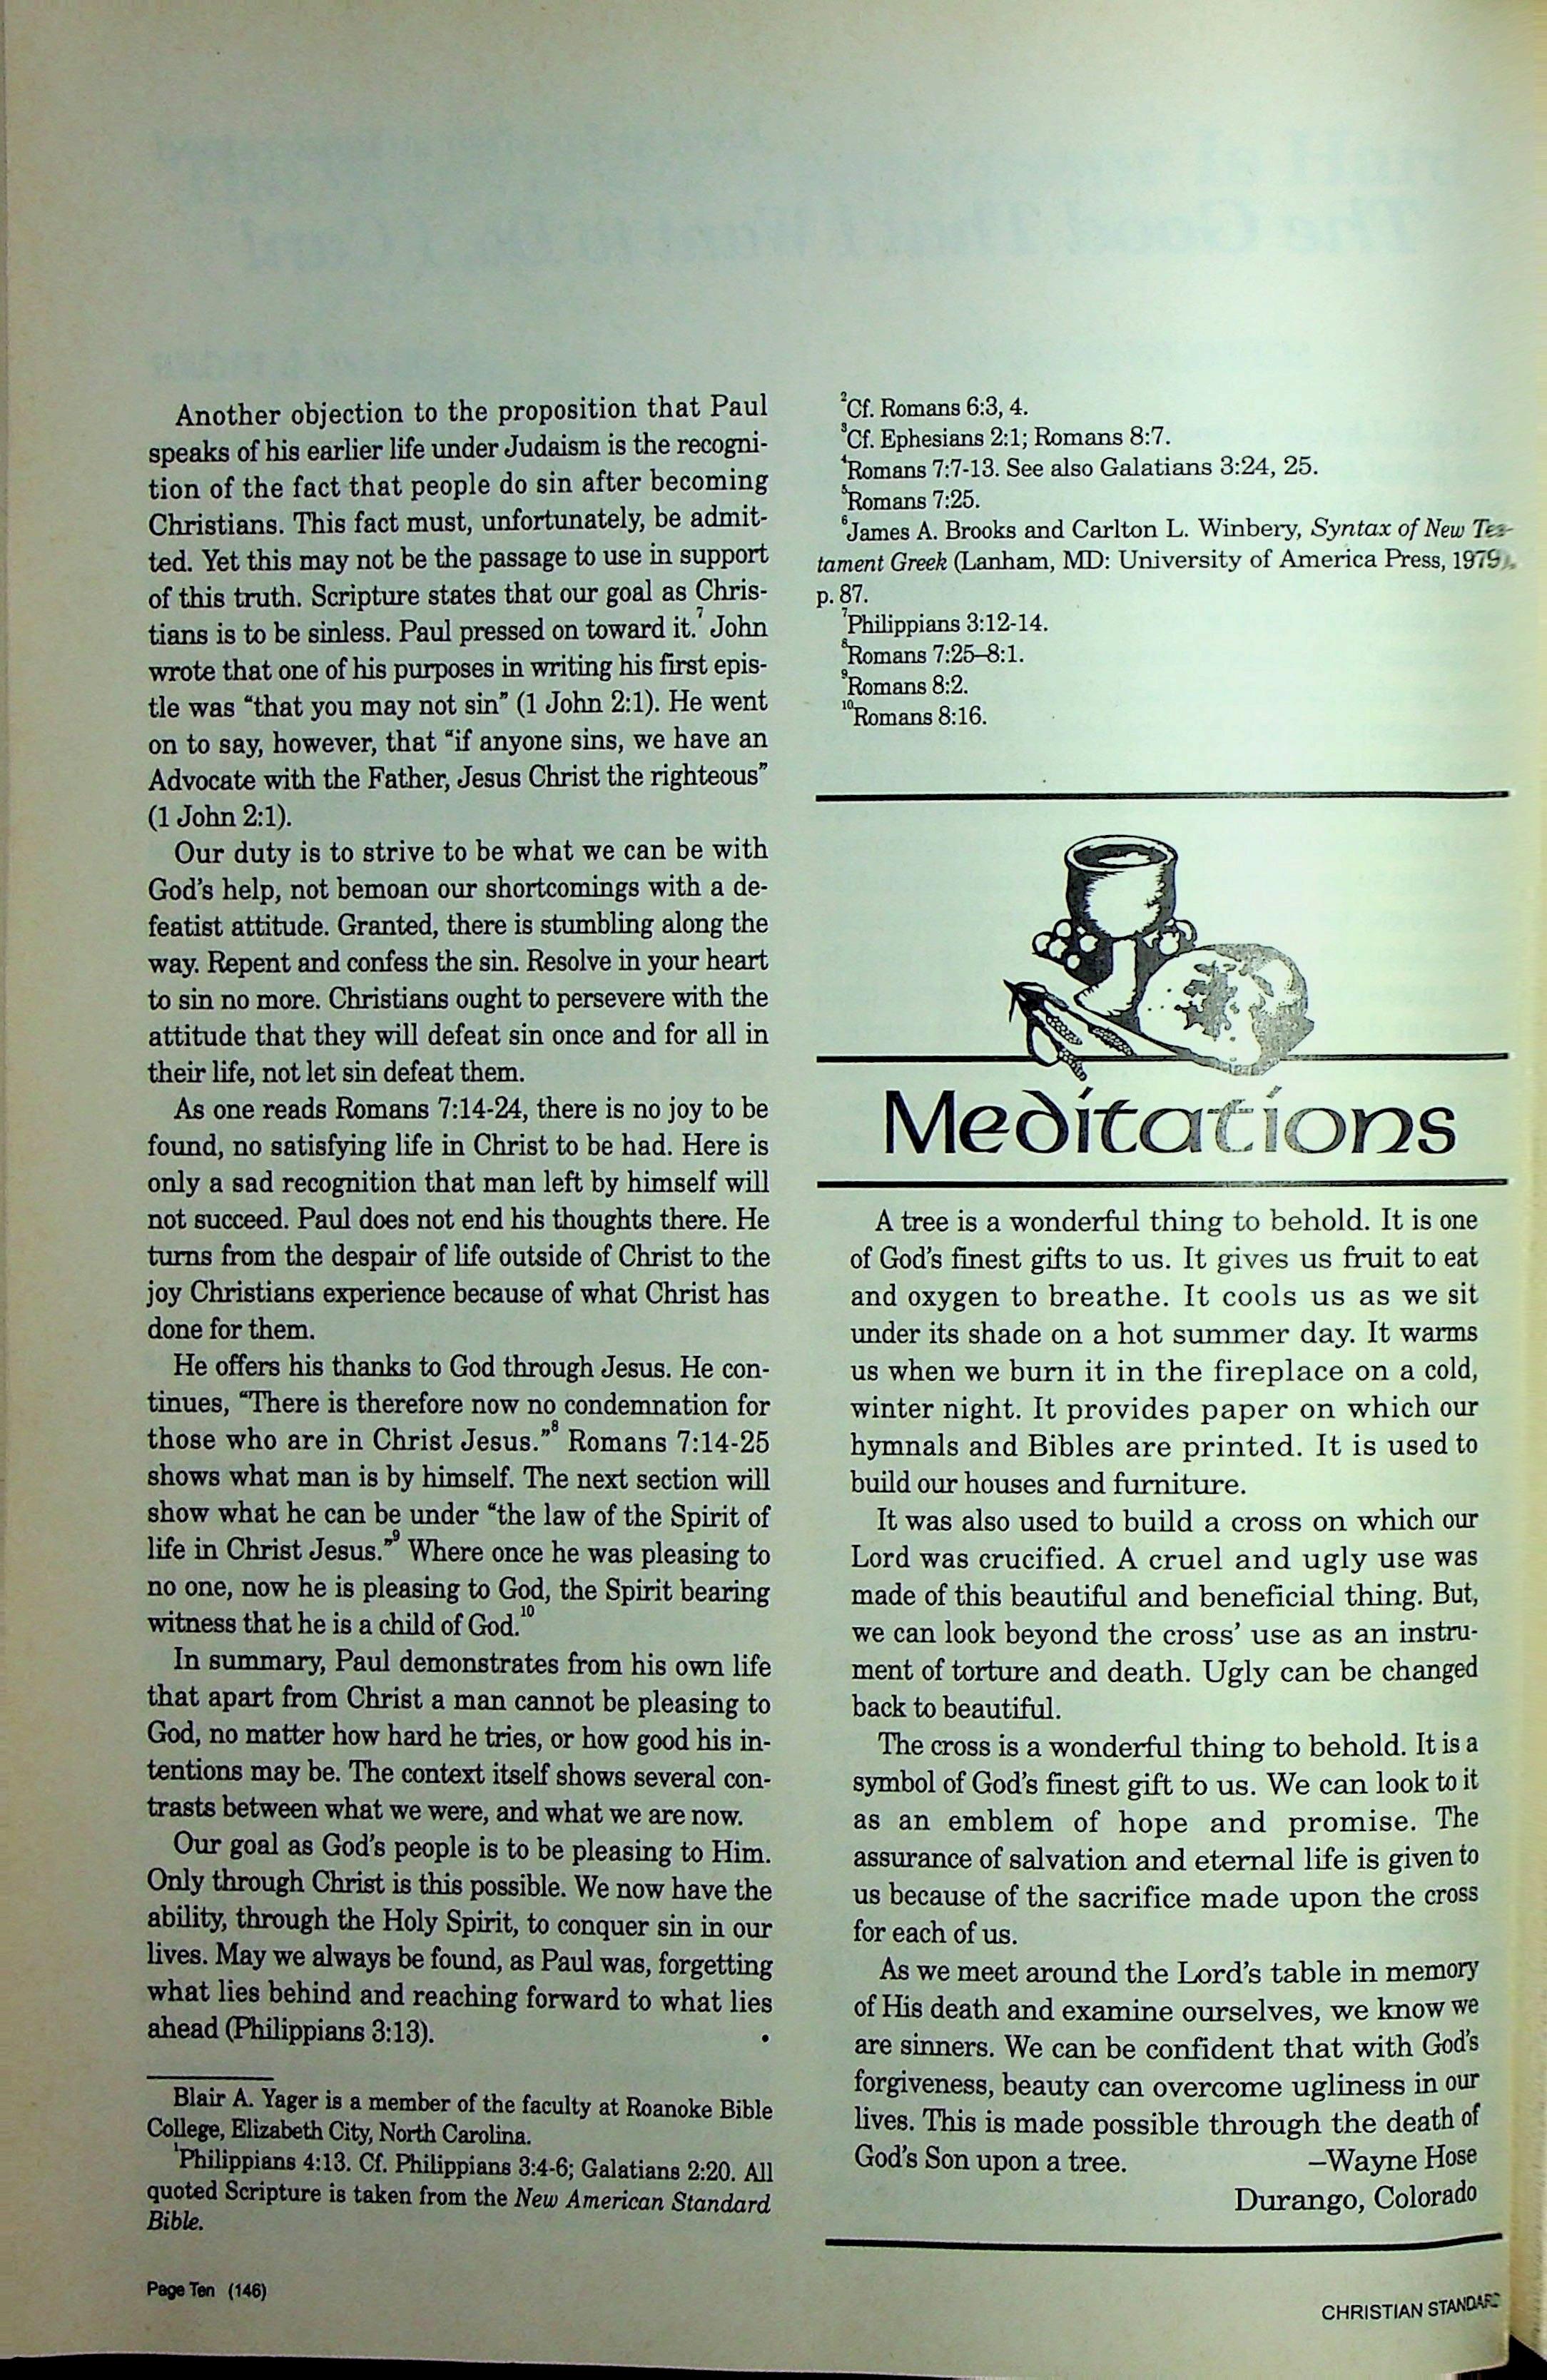 Another objection to the proposition that Paul
speaks of his earlier life under Judaism is the recogni-
tion of the fact that people do sin after becoming
Christians. This fact must, unfortunately, be admit-
ted. Yet this may not be the passage to use in support
of this truth. Scripture states that our goal as Chris-
tians is to be sinless. Paul pressed on toward it.⁷ John
wrote that one of his purposes in writing his first epis-
tle was “that you may not sin” (1 John 2:1). He went
on to say, however, that “if anyone sins, we have an
Advocate with the Father, Jesus Christ the righteous”
(1 John 2:1).
Our duty is to strive to be what we can be with
God’s help, not bemoan our shortcomings with a de-
featist attitude. Granted, there is stumbling along the
way. Repent and confess the sin. Resolve in your heart
to sin no more. Christians ought to persevere with the
attitude that they will defeat sin once and for all in
their life, not let sin defeat them.
As one reads Romans 7:14-24, there is no joy to be
found, no satisfying life in Christ to be had. Here is
only a sad recognition that man left by himself will
not succeed. Paul does not end his thoughts there. He
turns from the despair of life outside of Christ to the
joy Christians experience because of what Christ has
done for them.
He offers his thanks to God through Jesus. He con-
tinues, “There is therefore now no condemnation for
those who are in Christ Jesus.”⁸ Romans 7:14-25
shows what man is by himself. The next section will
show what he can be under “the law of the Spirit of
life in Christ Jesus.”⁹ Where once he was pleasing to
no one, now he is pleasing to God, the Spirit bearing
witness that he is a child of God.¹⁰
In summary, Paul demonstrates from his own life
that apart from Christ a man cannot be pleasing to
God, no matter how hard he tries, or how good his in-
tentions may be. The context itself shows several con-
trasts between what we were, and what we are now.
Our goal as God’s people is to be pleasing to Him.
Only through Christ is this possible. We now have the
ability, through the Holy Spirit, to conquer sin in our
lives. May we always be found, as Paul was, forgetting
what lies behind and reaching forward to what lies
ahead (Philippians 3:13). •
Blair A. Yager is a member of the faculty at Roanoke Bible
College, Elizabeth City, North Carolina.
¹Philippians 4:13. Cf. Philippians 3:4-6; Galatians 2:20. All
quoted Scripture is taken from the New American Standard
Bible.
²Cf. Romans 6:3, 4.
³Cf. Ephesians 2:1; Romans 8:7.
⁴Romans 7:7-13. See also Galatians 3:24, 25.
⁵Romans 7:25.
⁶James A. Brooks and Carlton L. Winbery, Syntax of New Tes-
tament Greek (Lanham, MD: University of America Press, 1979),
p. 87.
⁷Philippians 3:12-14.
⁸Romans 7:25–8:1.
⁹Romans 8:2.
¹⁰Romans 8:16.
Meditations
A tree is a wonderful thing to behold. It is one
of God’s finest gifts to us. It gives us fruit to eat
and oxygen to breathe. It cools us as we sit
under its shade on a hot summer day. It warms
us when we burn it in the fireplace on a cold,
winter night. It provides paper on which our
hymnals and Bibles are printed. It is used to
build our houses and furniture.
It was also used to build a cross on which our
Lord was crucified. A cruel and ugly use was
made of this beautiful and beneficial thing. But,
we can look beyond the cross’ use as an instru-
ment of torture and death. Ugly can be changed
back to beautiful.
The cross is a wonderful thing to behold. It is a
symbol of God’s finest gift to us. We can look to it
as an emblem of hope and promise. The
assurance of salvation and eternal life is given to
us because of the sacrifice made upon the cross
for each of us.
As we meet around the Lord’s table in memory
of His death and examine ourselves, we know we
are sinners. We can be confident that with God’s
forgiveness, beauty can overcome ugliness in our
lives. This is made possible through the death of
God’s Son upon a tree. –Wayne Hose
Durango, Colorado
Page Ten (146)
CHRISTIAN STANDARD